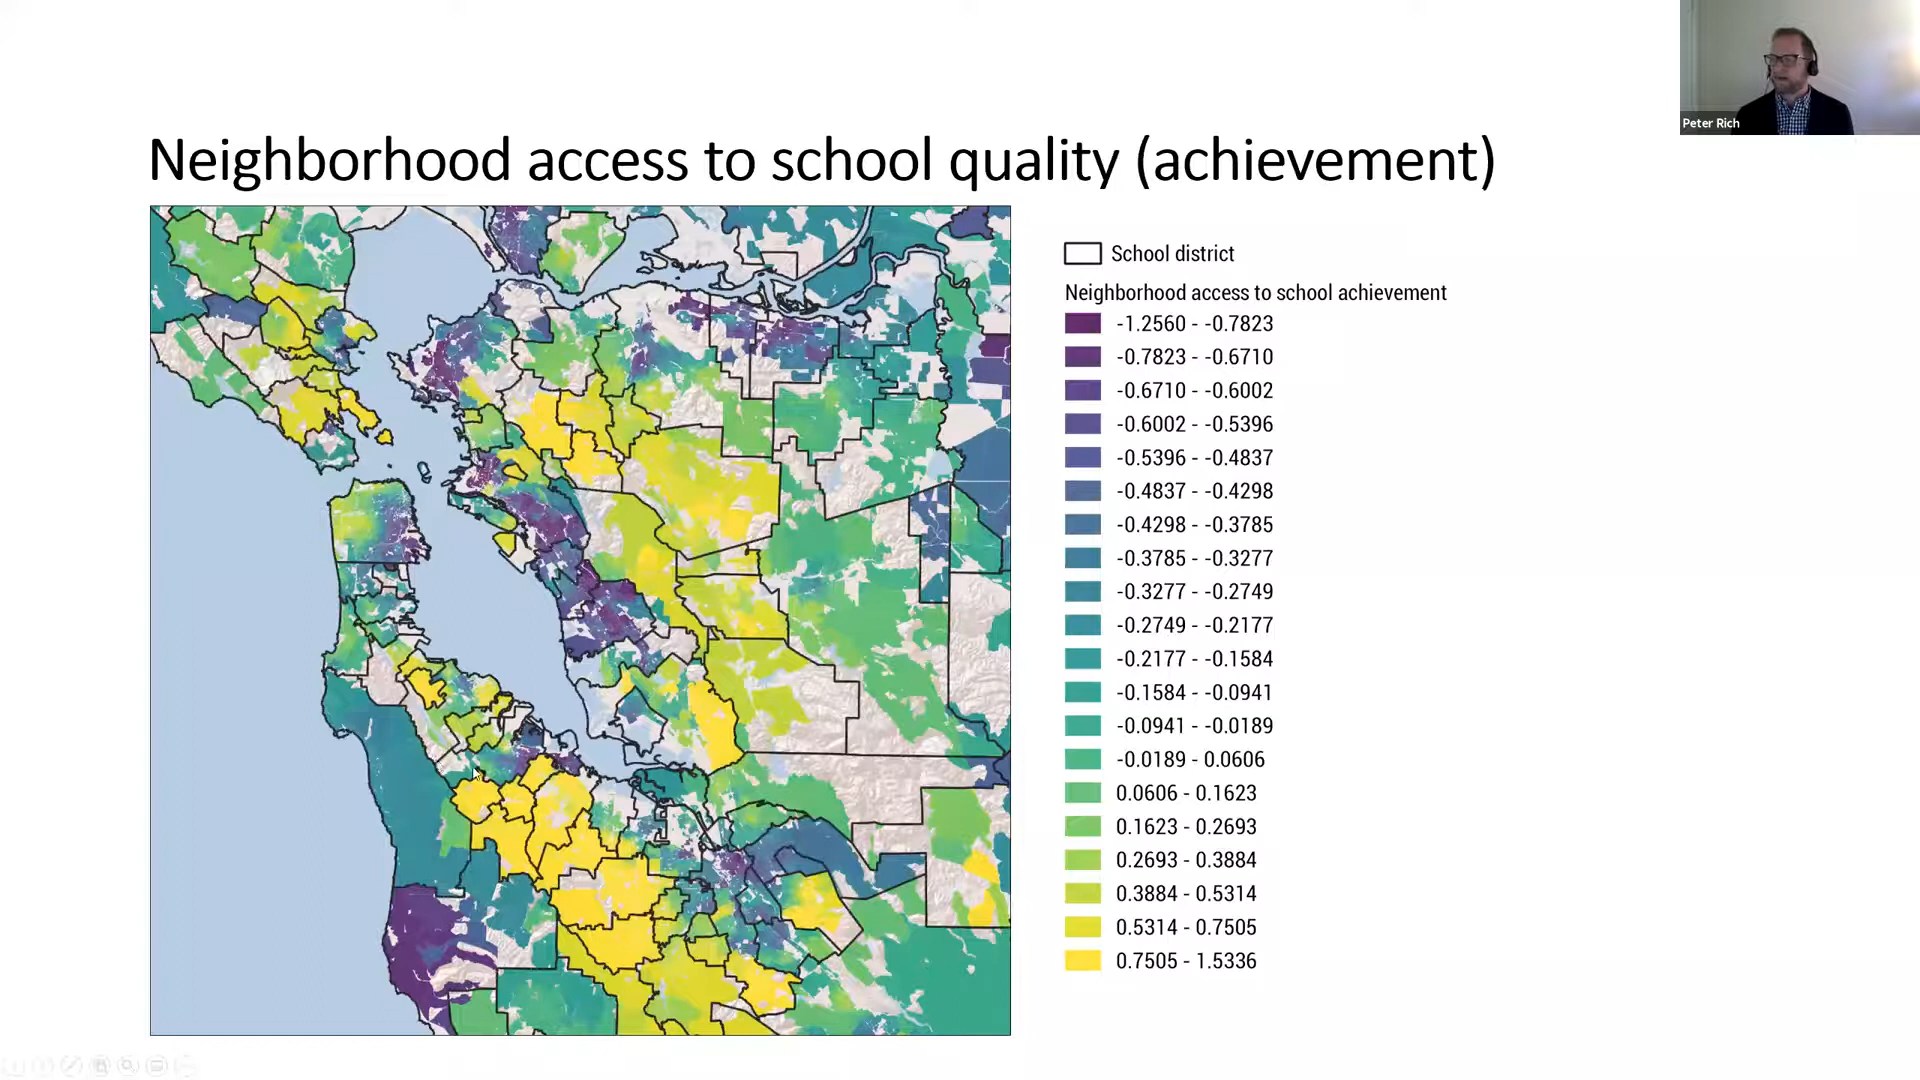 Peter Rich
Neighborhood access to school quality (achievement)
School district
Neighborhood access to school achievement
-1.2560 - -0.7823
-0.7823 - -0.6710
-0.6710 - -0.6002
-0.6002 - -0.5396
-0.5396 - -0.4837
-0.4837 - -0.4298
-0.4298 - -0.3785
-0.3785 - -0.3277
-0.3277 - -0.2749
-0.2749 - -0.2177
-0.2177 - -0.1584
-0.1584 - -0.0941
-0.0941 - -0.0189
-0.0189 - 0.0606
0.0606 - 0.1623
0.1623 - 0.2693
0.2693 - 0.3884
0.3884 - 0.5314
0.5314 - 0.7505
0.7505 - 1.5336